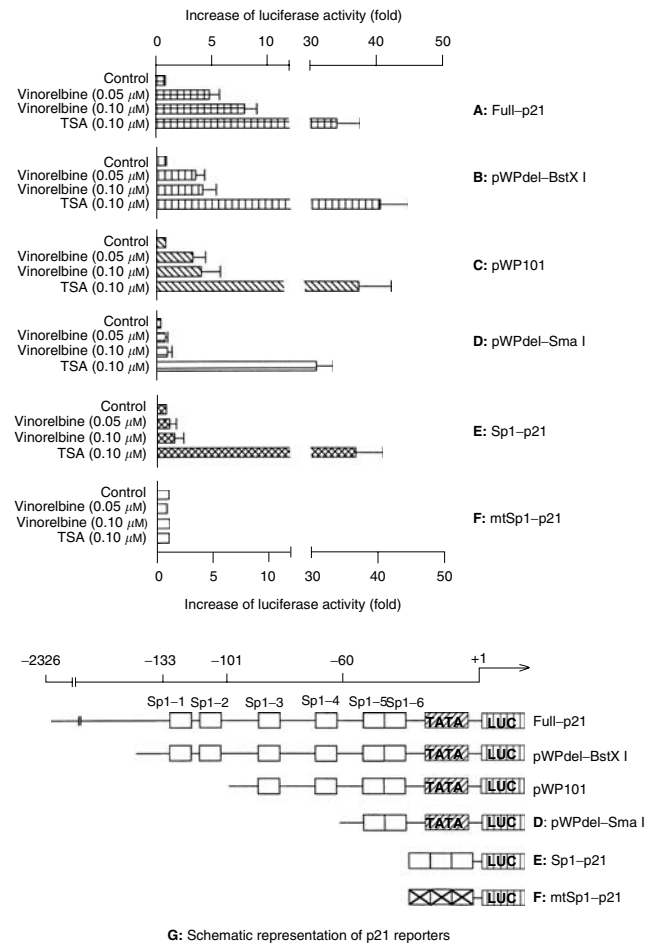 Increase of luciferase activity (fold)
0 5 10 30 40 50
Control
Vinorelbine (0.05 μM)
Vinorelbine (0.10 μM)
TSA (0.10 μM)
A: Full–p21
Control
Vinorelbine (0.05 μM)
Vinorelbine (0.10 μM)
TSA (0.10 μM)
B: pWPdel–BstX I
Control
Vinorelbine (0.05 μM)
Vinorelbine (0.10 μM)
TSA (0.10 μM)
C: pWP101
Control
Vinorelbine (0.05 μM)
Vinorelbine (0.10 μM)
TSA (0.10 μM)
D: pWPdel–Sma I
Control
Vinorelbine (0.05 μM)
Vinorelbine (0.10 μM)
TSA (0.10 μM)
E: Sp1–p21
Control
Vinorelbine (0.05 μM)
Vinorelbine (0.10 μM)
TSA (0.10 μM)
F: mtSp1–p21
0 5 10 30 40 50
Increase of luciferase activity (fold)
−2326 −133 −101 −60 +1
Sp1–1 Sp1–2 Sp1–3 Sp1–4 Sp1–5 Sp1–6
TATA LUC Full–p21
TATA LUC pWPdel–BstX I
TATA LUC pWP101
TATA LUC D: pWPdel–Sma I
LUC E: Sp1–p21
LUC F: mtSp1–p21
G: Schematic representation of p21 reporters